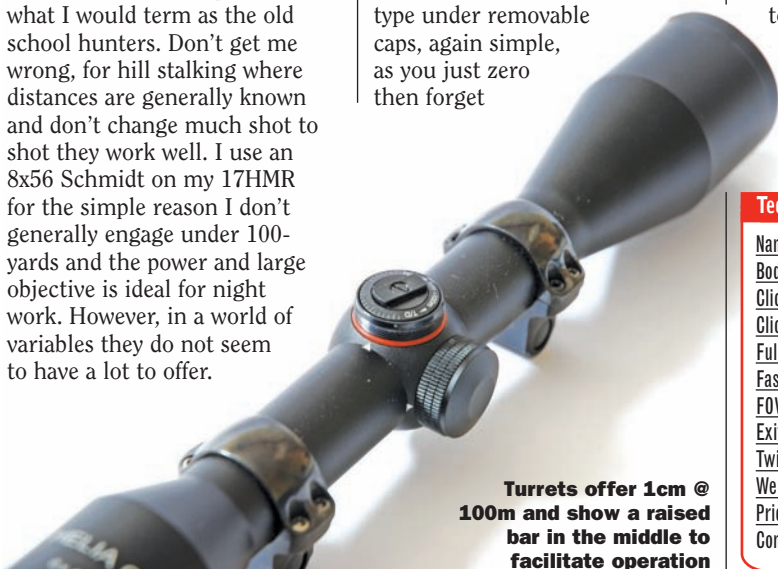 what I would term as the old
school hunters. Don't get me
wrong, for hill stalking where
distances are generally known
and don't change much shot to
shot they work well. I use an
8x56 Schmidt on my 17HMR
for the simple reason I don't
generally engage under 100-
yards and the power and large
objective is ideal for night
work. However, in a world of
variables they do not seem
to have a lot to offer.
type under removable
caps, again simple,
as you just zero
then forget
Turrets offer 1cm @
100m and show a raised
bar in the middle to
facilitate operation